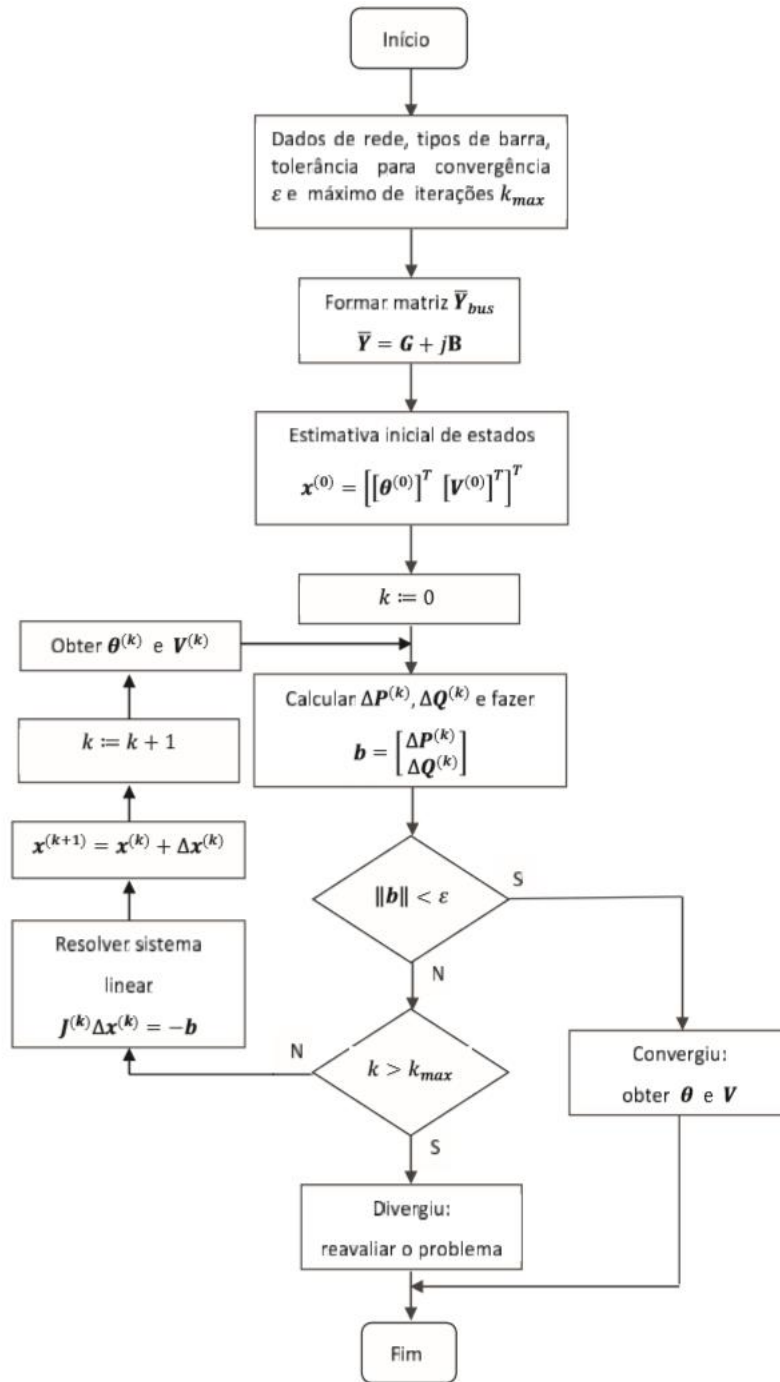 Início
Dados de rede, tipos de barra,
tolerância para convergência
ε e máximo de iterações k_max
Formar matriz Y̅_bus
Y̅ = G + jB
Estimativa inicial de estados
x^(0) = [[θ^(0)]^T [V^(0)]^T]^T
k ≔ 0
Obter θ^(k) e V^(k)
Calcular ΔP^(k), ΔQ^(k) e fazer
b = [ΔP^(k)
ΔQ^(k)]
k ≔ k + 1
x^(k+1) = x^(k) + Δx^(k)
‖b‖ < ε
S
N
Resolver sistema
linear
J^(k)Δx^(k) = −b
N
k > k_max
S
Convergiu:
obter θ e V
Divergiu:
reavaliar o problema
Fim